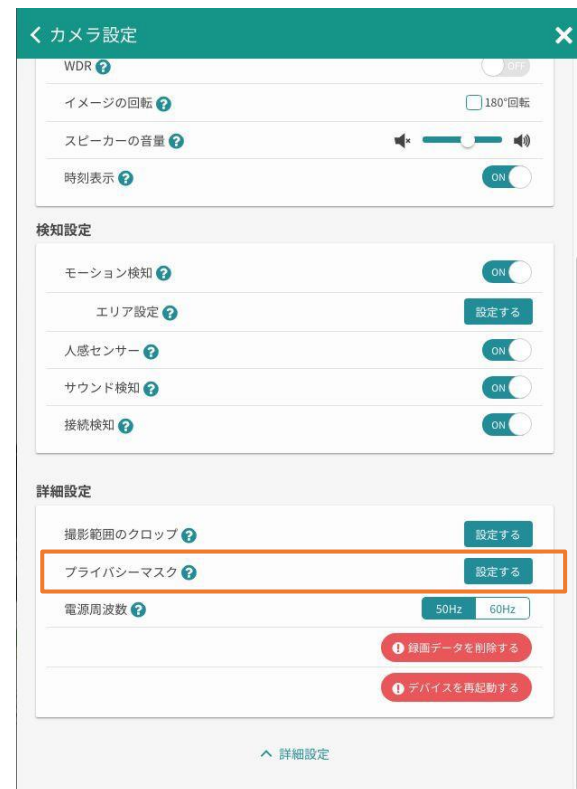 カメラ設定
WDR ? OFF
イメージの回転 ? 180°回転
スピーカーの音量 ?
時刻表示 ? ON
検知設定
モーション検知 ? ON
エリア設定 ? 設定する
人感センサー ? ON
サウンド検知 ? ON
接続検知 ? ON
詳細設定
撮影範囲のクロップ ? 設定する
プライバシーマスク ? 設定する
電源周波数 ? 50Hz 60Hz
! 録画データを削除する
! デバイスを再起動する
詳細設定